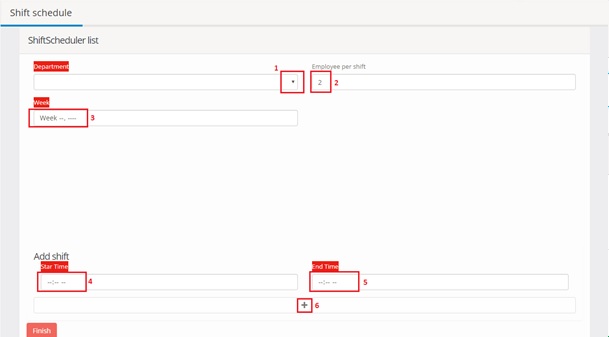 Shift schedule
ShiftScheduler list
Department 1 Employee per shift
2 2
Week
Week --, ---- 3
Add shift
Star Time End Time
--:-- -- 4 --:-- -- 5
+ 6
Finish